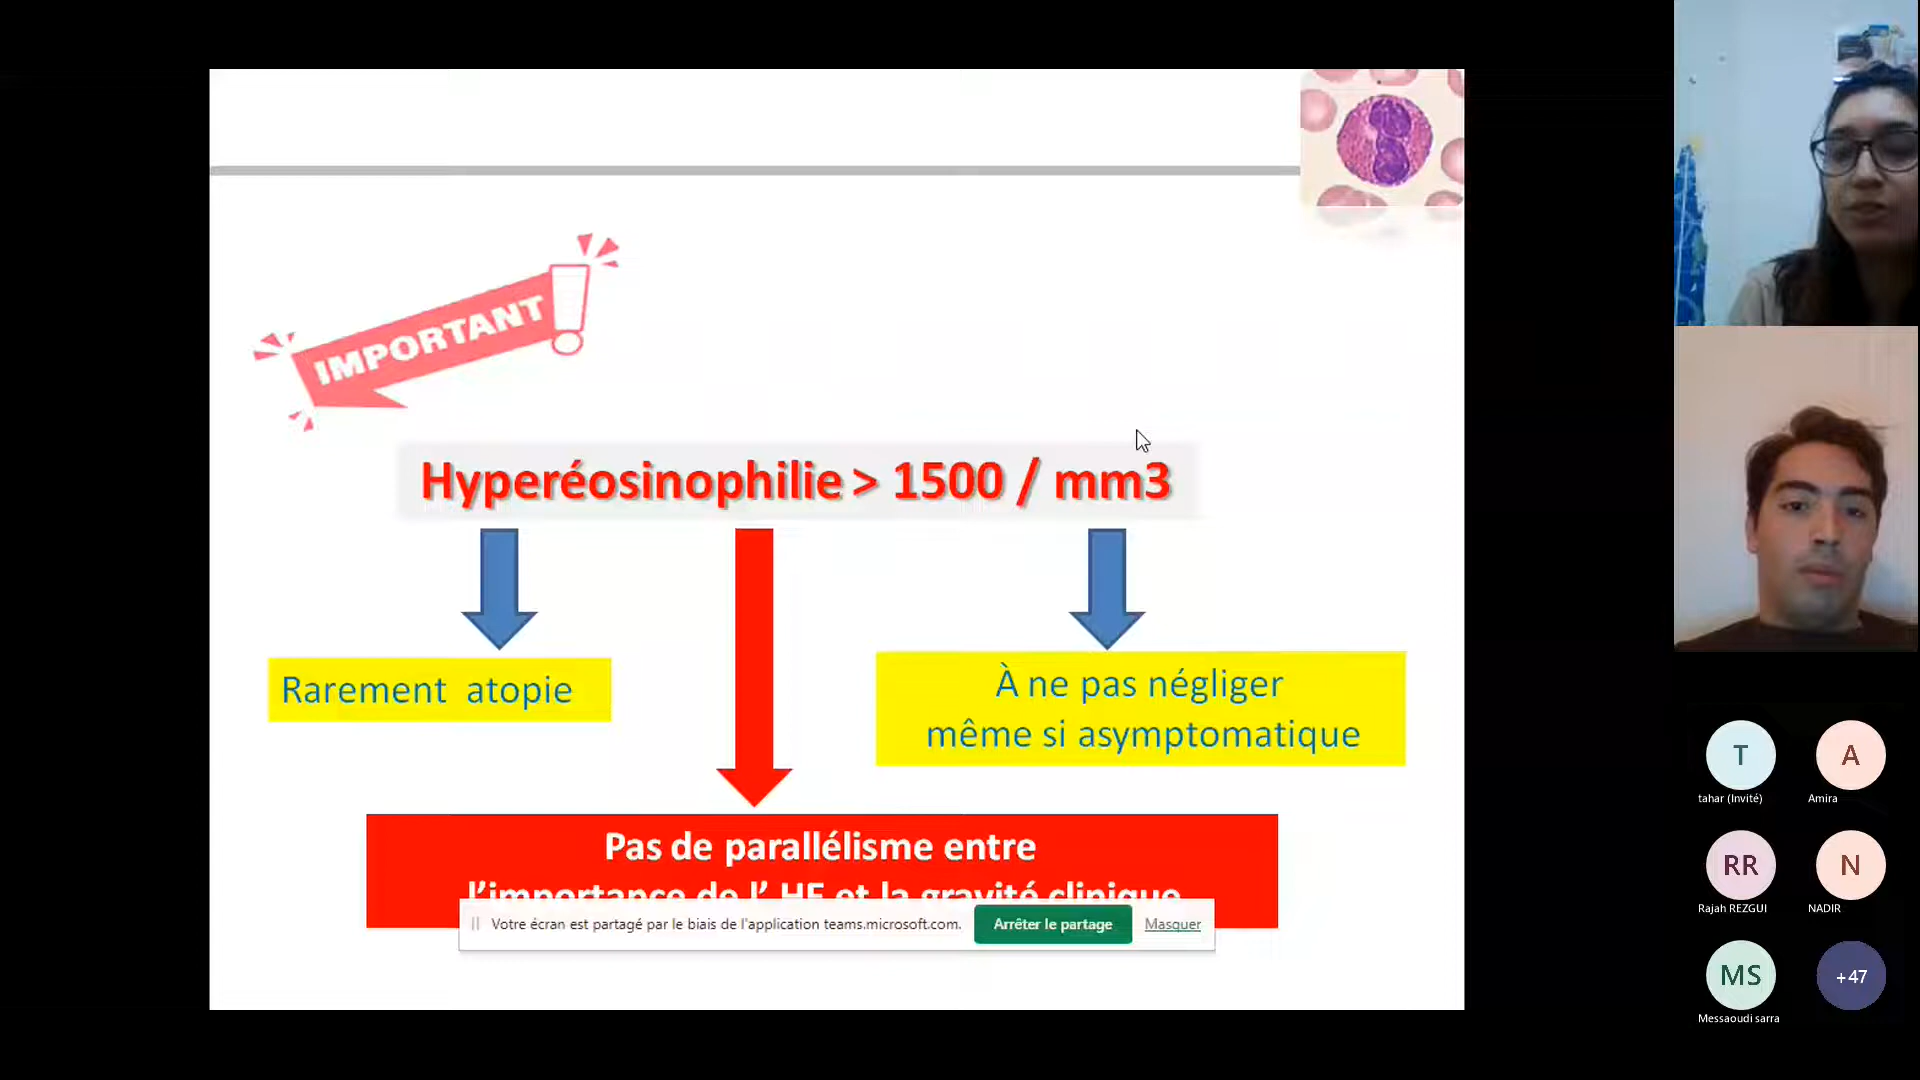 IMPORTANT
Hyperéosinophilie > 1500 / mm3
Rarement atopie
À ne pas négliger
même si asymptomatique
Pas de parallélisme entre
l’importance de l’ HE et la gravité clinique
Votre écran est partagé par le biais de l'application teams.microsoft.com.
Arrêter le partage
Masquer
T
A
tahar (Invité)
Amira
RR
N
Rajah REZGUI
NADIR
MS
+47
Messaoudi sarra